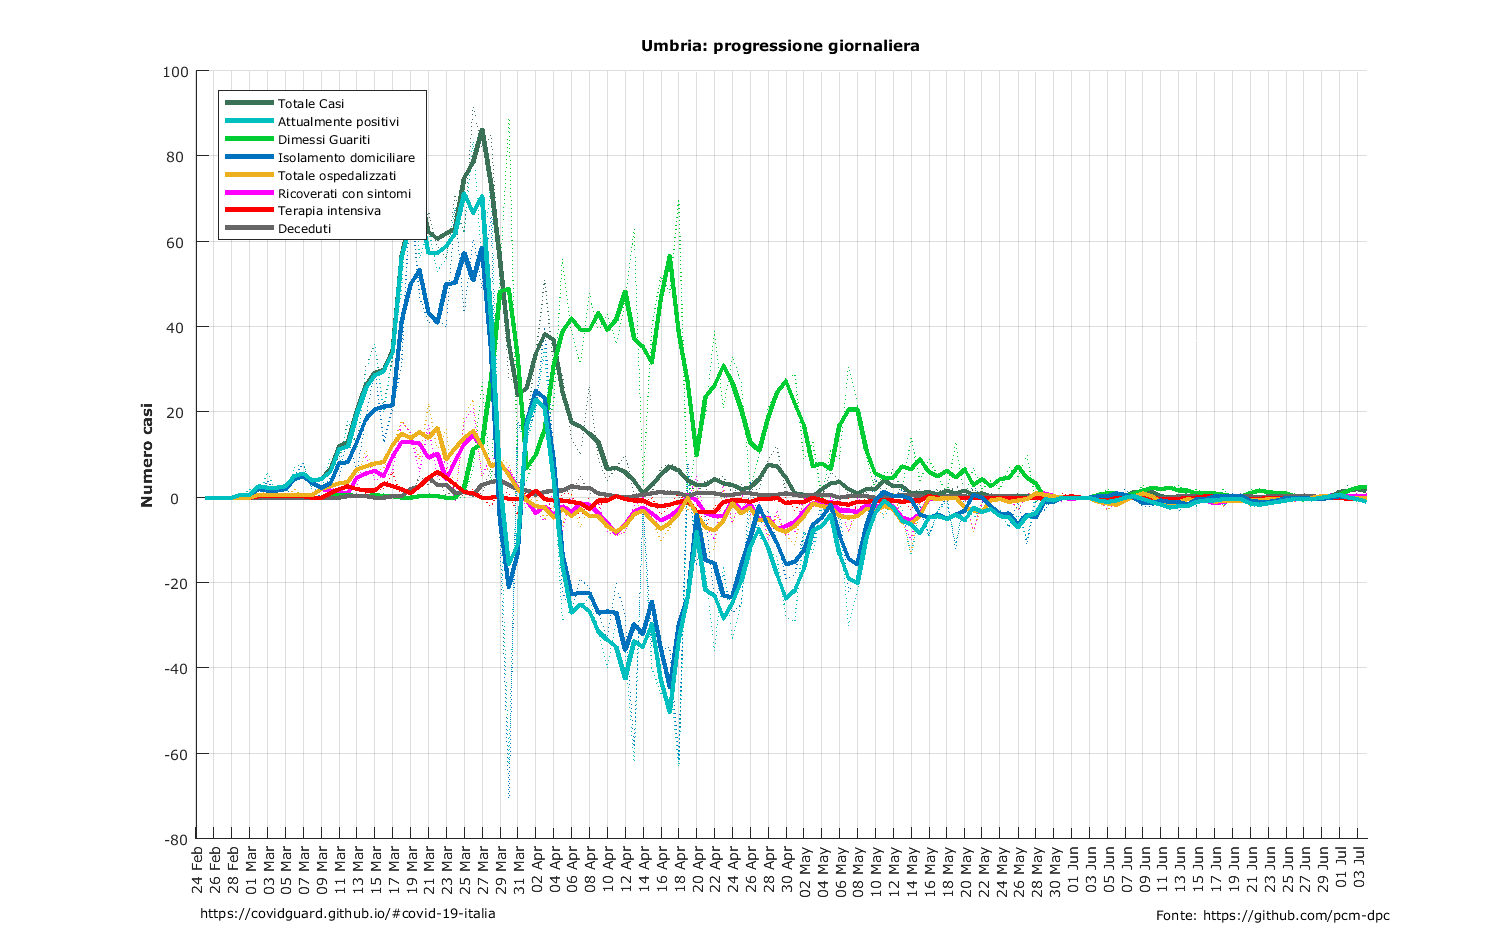 Umbria: progressione giornaliera
100
80
60
40
20
0
-20
-40
-60
-80
Numero casi
Totale Casi
Attualmente positivi
Dimessi Guariti
Isolamento domiciliare
Totale ospedalizzati
Ricoverati con sintomi
Terapia intensiva
Deceduti
24 Feb
26 Feb
28 Feb
01 Mar
03 Mar
05 Mar
07 Mar
09 Mar
11 Mar
13 Mar
15 Mar
17 Mar
19 Mar
21 Mar
23 Mar
25 Mar
27 Mar
29 Mar
31 Mar
02 Apr
04 Apr
06 Apr
08 Apr
10 Apr
12 Apr
14 Apr
16 Apr
18 Apr
20 Apr
22 Apr
24 Apr
26 Apr
28 Apr
30 Apr
02 May
04 May
06 May
08 May
10 May
12 May
14 May
16 May
18 May
20 May
22 May
24 May
26 May
28 May
30 May
01 Jun
03 Jun
05 Jun
07 Jun
09 Jun
11 Jun
13 Jun
15 Jun
17 Jun
19 Jun
21 Jun
23 Jun
25 Jun
27 Jun
29 Jun
01 Jul
03 Jul
https://covidguard.github.io/#covid-19-italia
Fonte: https://github.com/pcm-dpc